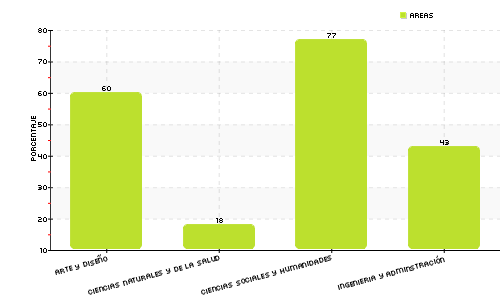 AREAS
80
70
60
50
40
30
20
10
PORCENTAJE
60
18
77
43
ARTE Y DISEÑO
CIENCIAS NATURALES Y DE LA SALUD
CIENCIAS SOCIALES Y HUMANIDADES
INGENIERIA Y ADMINSTRACIÓN